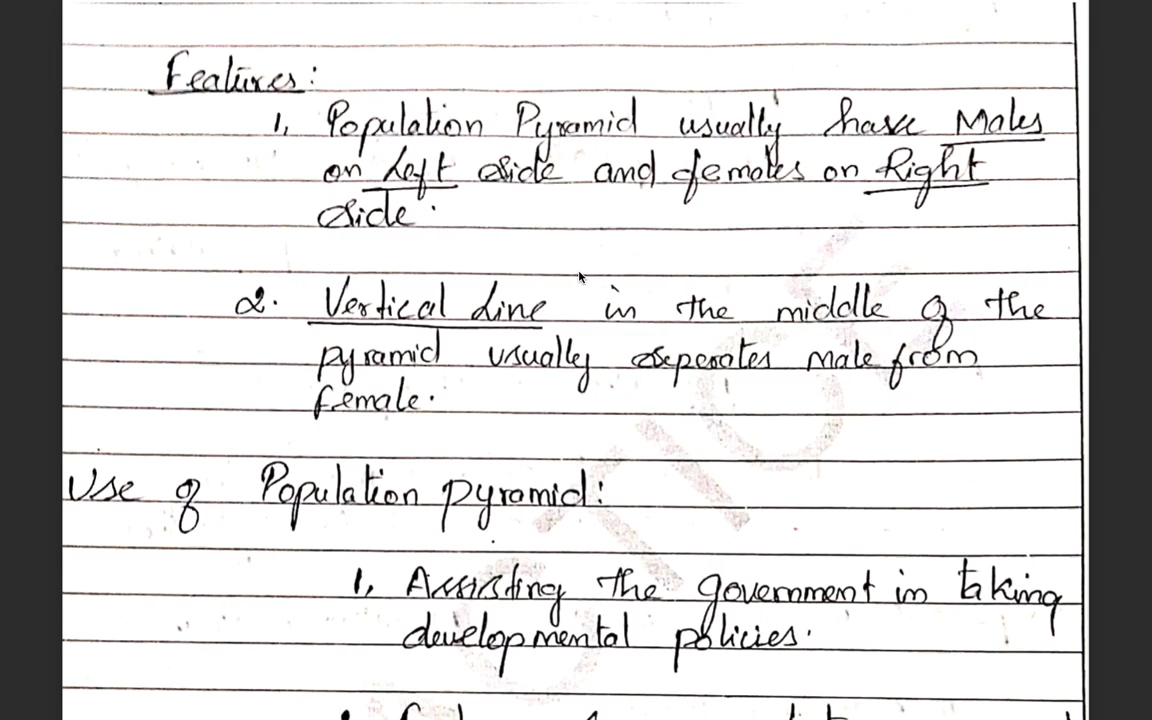 Features:
1, Population Pyramid usually have Males
on Left side and females on Right
side.
2. Vertical Line in the middle of the
pyramid usually seperates male from
female.
Use of Population pyramid:
1, Assisting the government in taking
developmental policies.